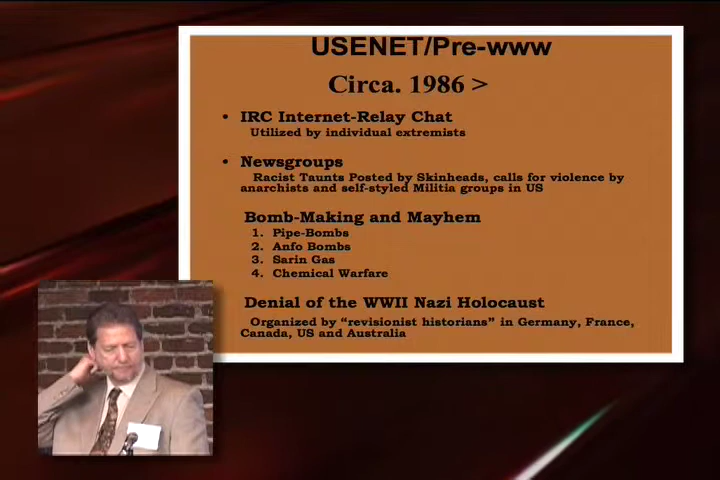 USENET/Pre-www
Circa. 1986 >
• IRC Internet-Relay Chat
Utilized by individual extremists
• Newsgroups
Racist Taunts Posted by Skinheads, calls for violence by
anarchists and self-styled Militia groups in US
Bomb-Making and Mayhem
1. Pipe-Bombs
2. Anfo Bombs
3. Sarin Gas
4. Chemical Warfare
Denial of the WWII Nazi Holocaust
Organized by “revisionist historians” in Germany, France,
Canada, US and Australia